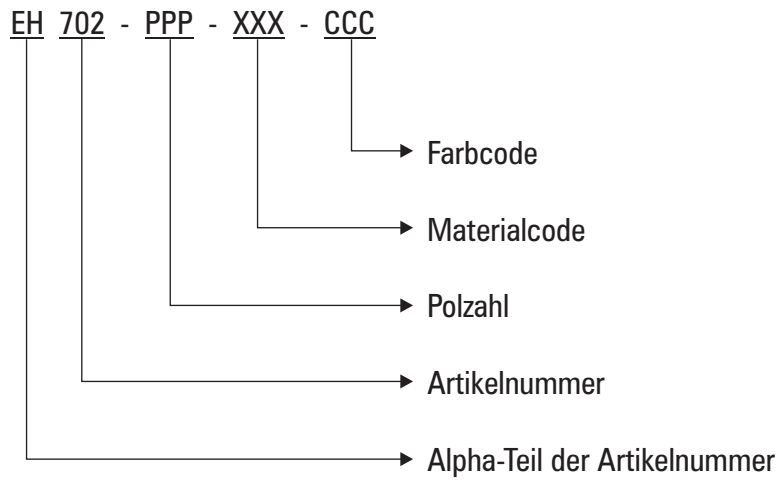 EH 702 - PPP - XXX - CCC
Farbcode
Materialcode
Polzahl
Artikelnummer
Alpha-Teil der Artikelnummer